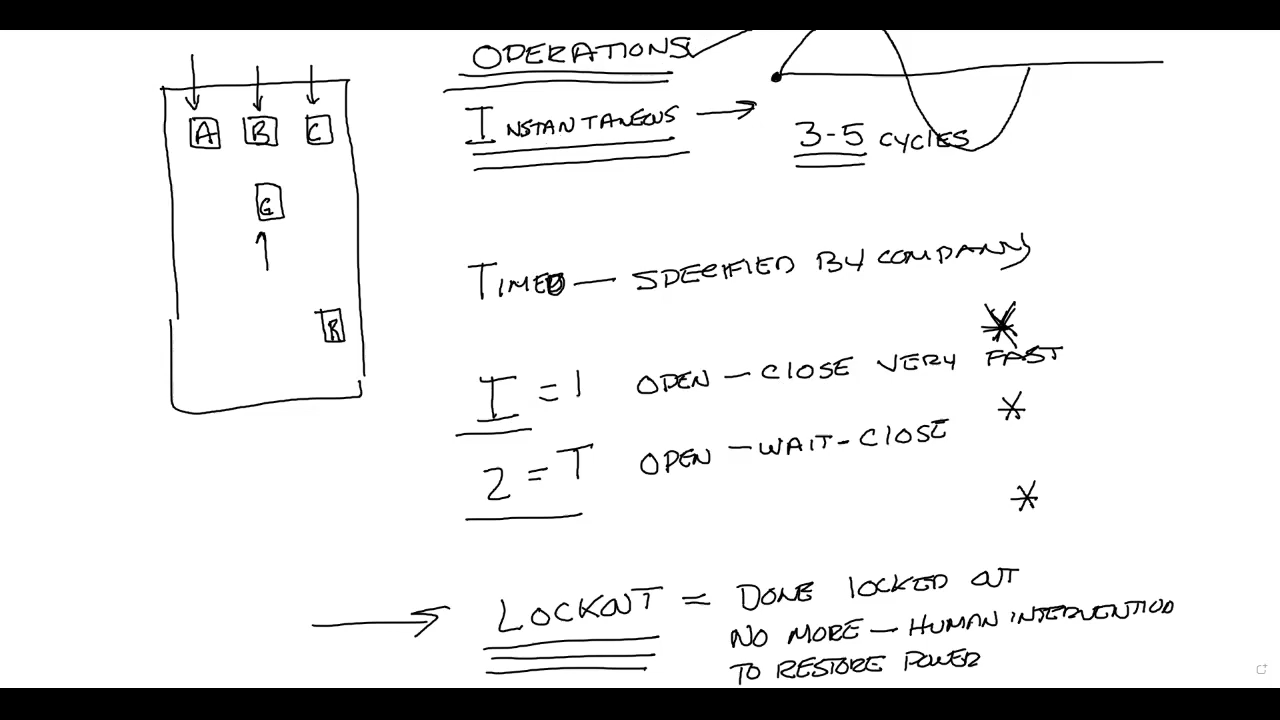 OPERATIONS
INSTANTANEOUS
3-5 CYCLES
A B C
G
R
TIMED — SPECIFIED BY COMPANY
I = 1 OPEN — CLOSE VERY FAST
2 = T OPEN — WAIT - CLOSE
LOCKOUT = DONE LOCKED OUT
NO MORE — HUMAN INTERVENTION
TO RESTORE POWER